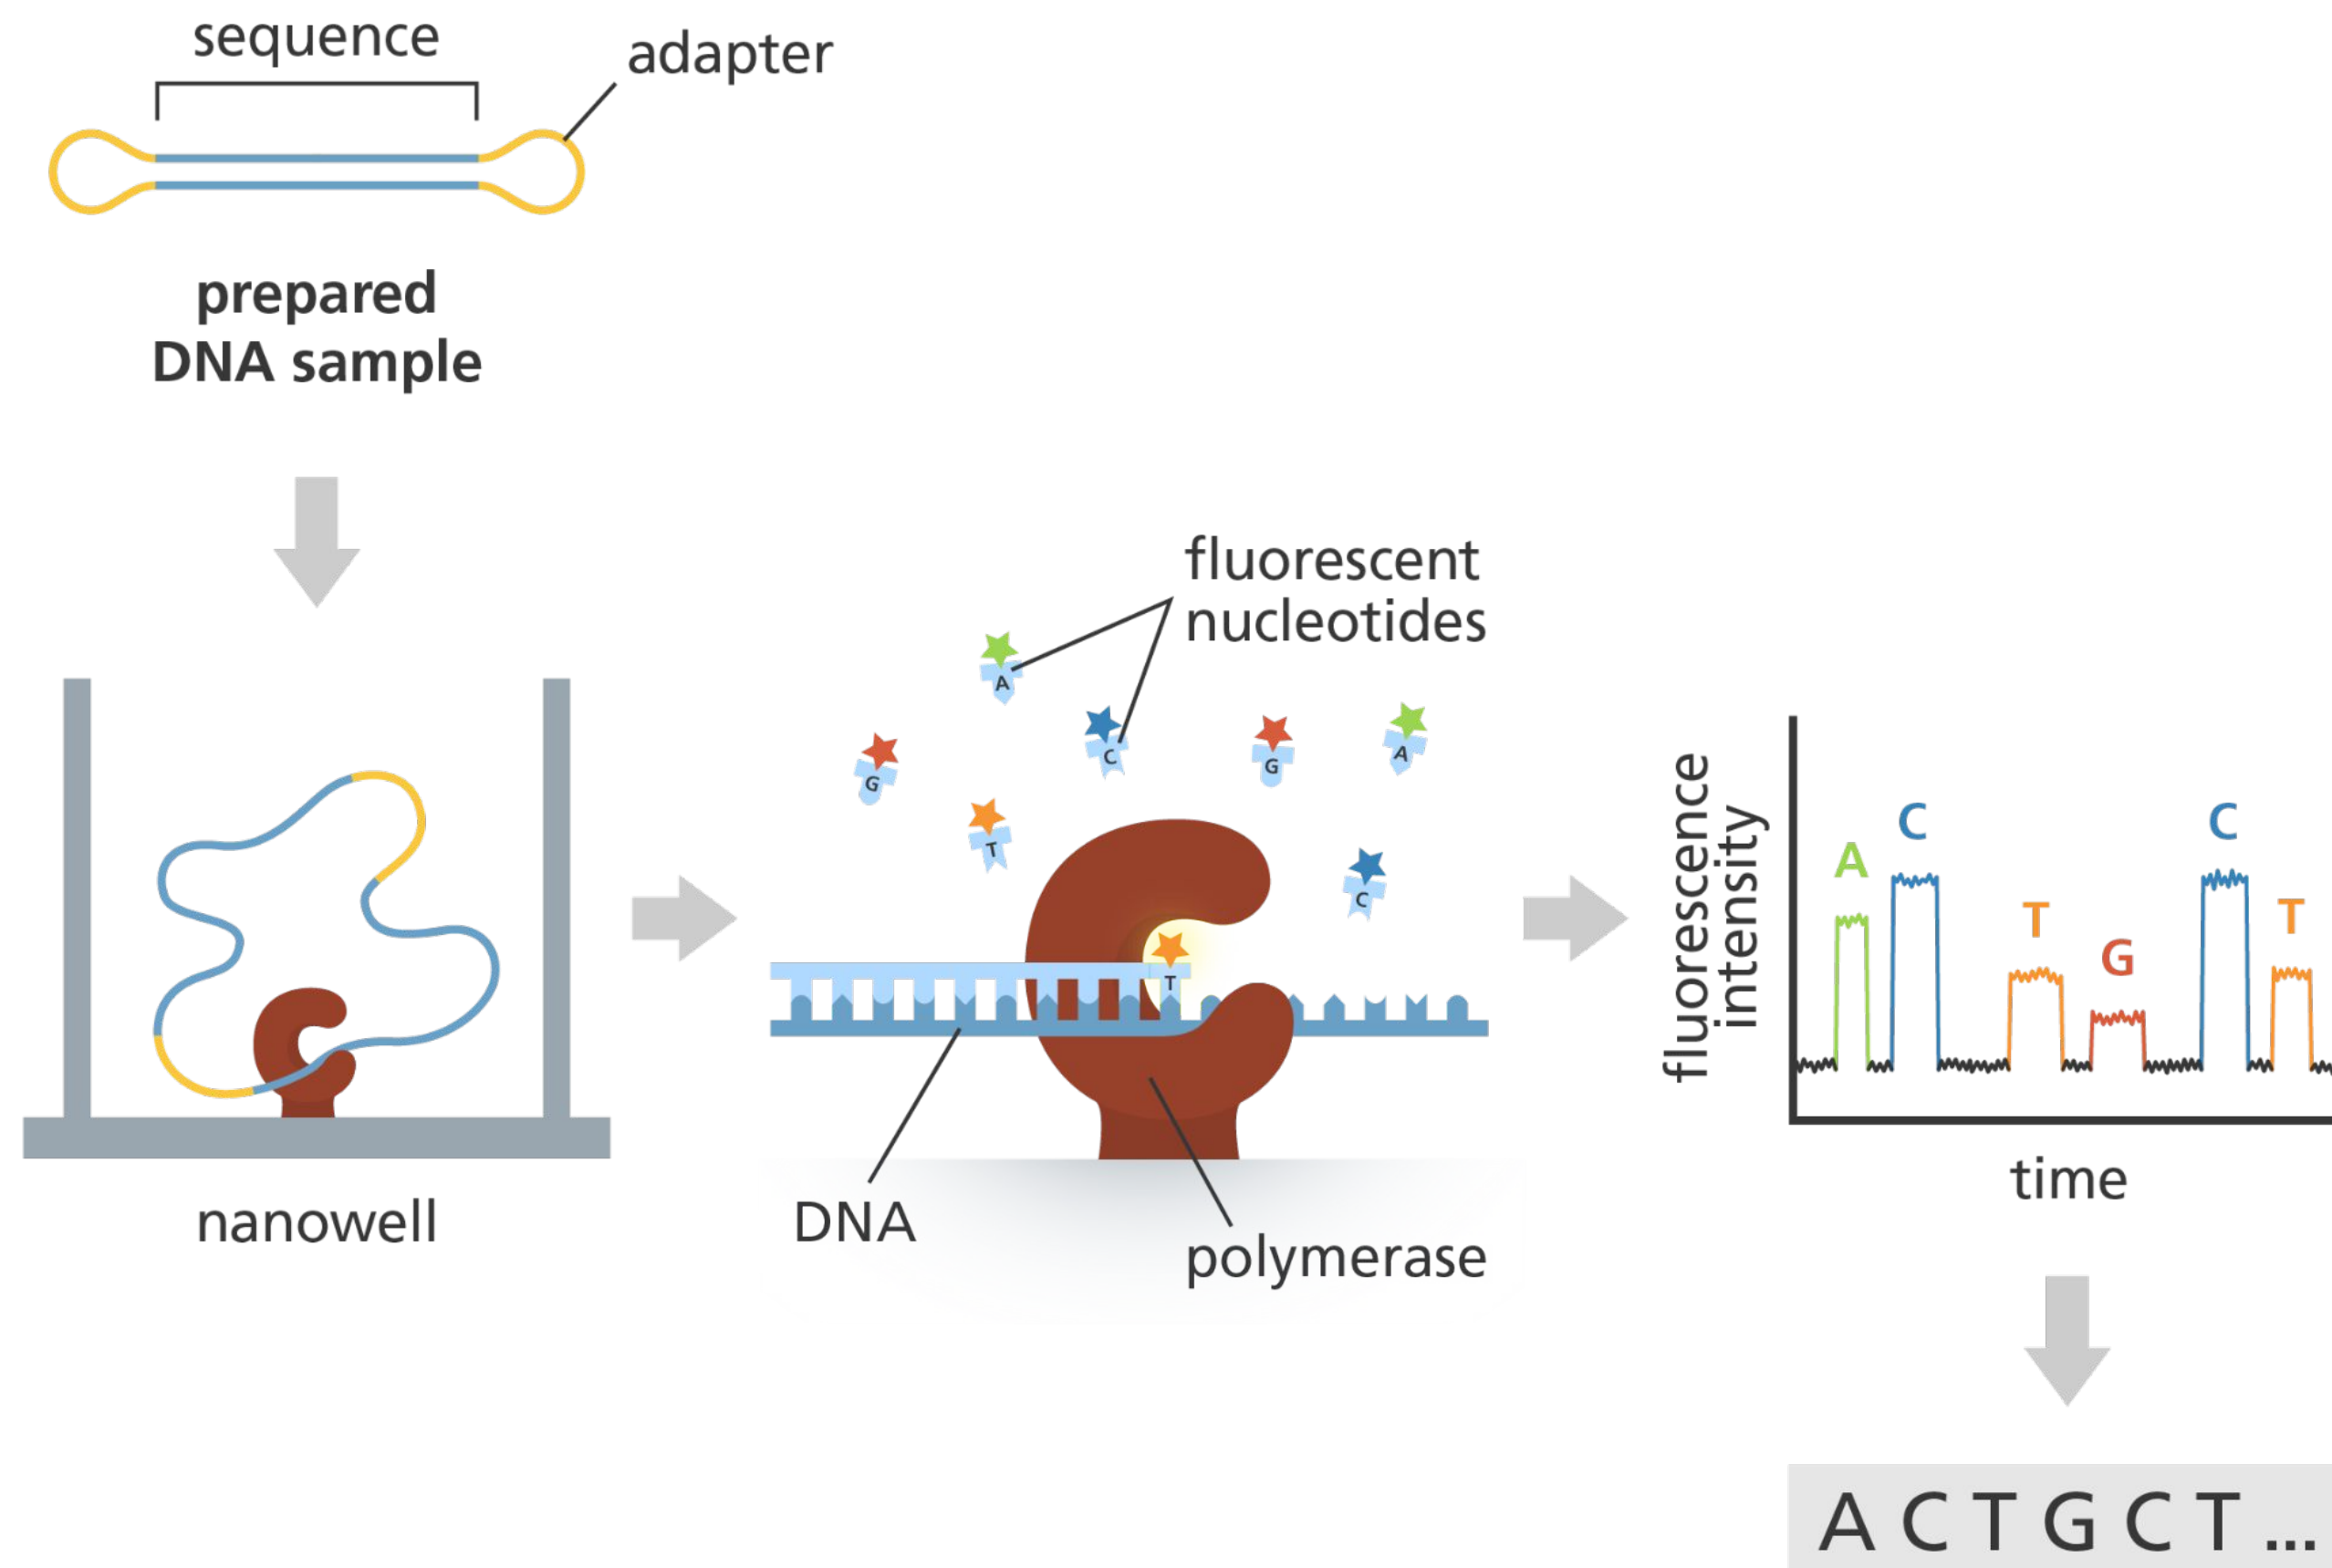 sequence
adapter
prepared
DNA sample
nanowell
fluorescent
nucleotides
A
C
G
A
G
T
C
T
DNA
polymerase
fluorescence
intensity
A
C
T
G
C
T
time
A C T G C T ...